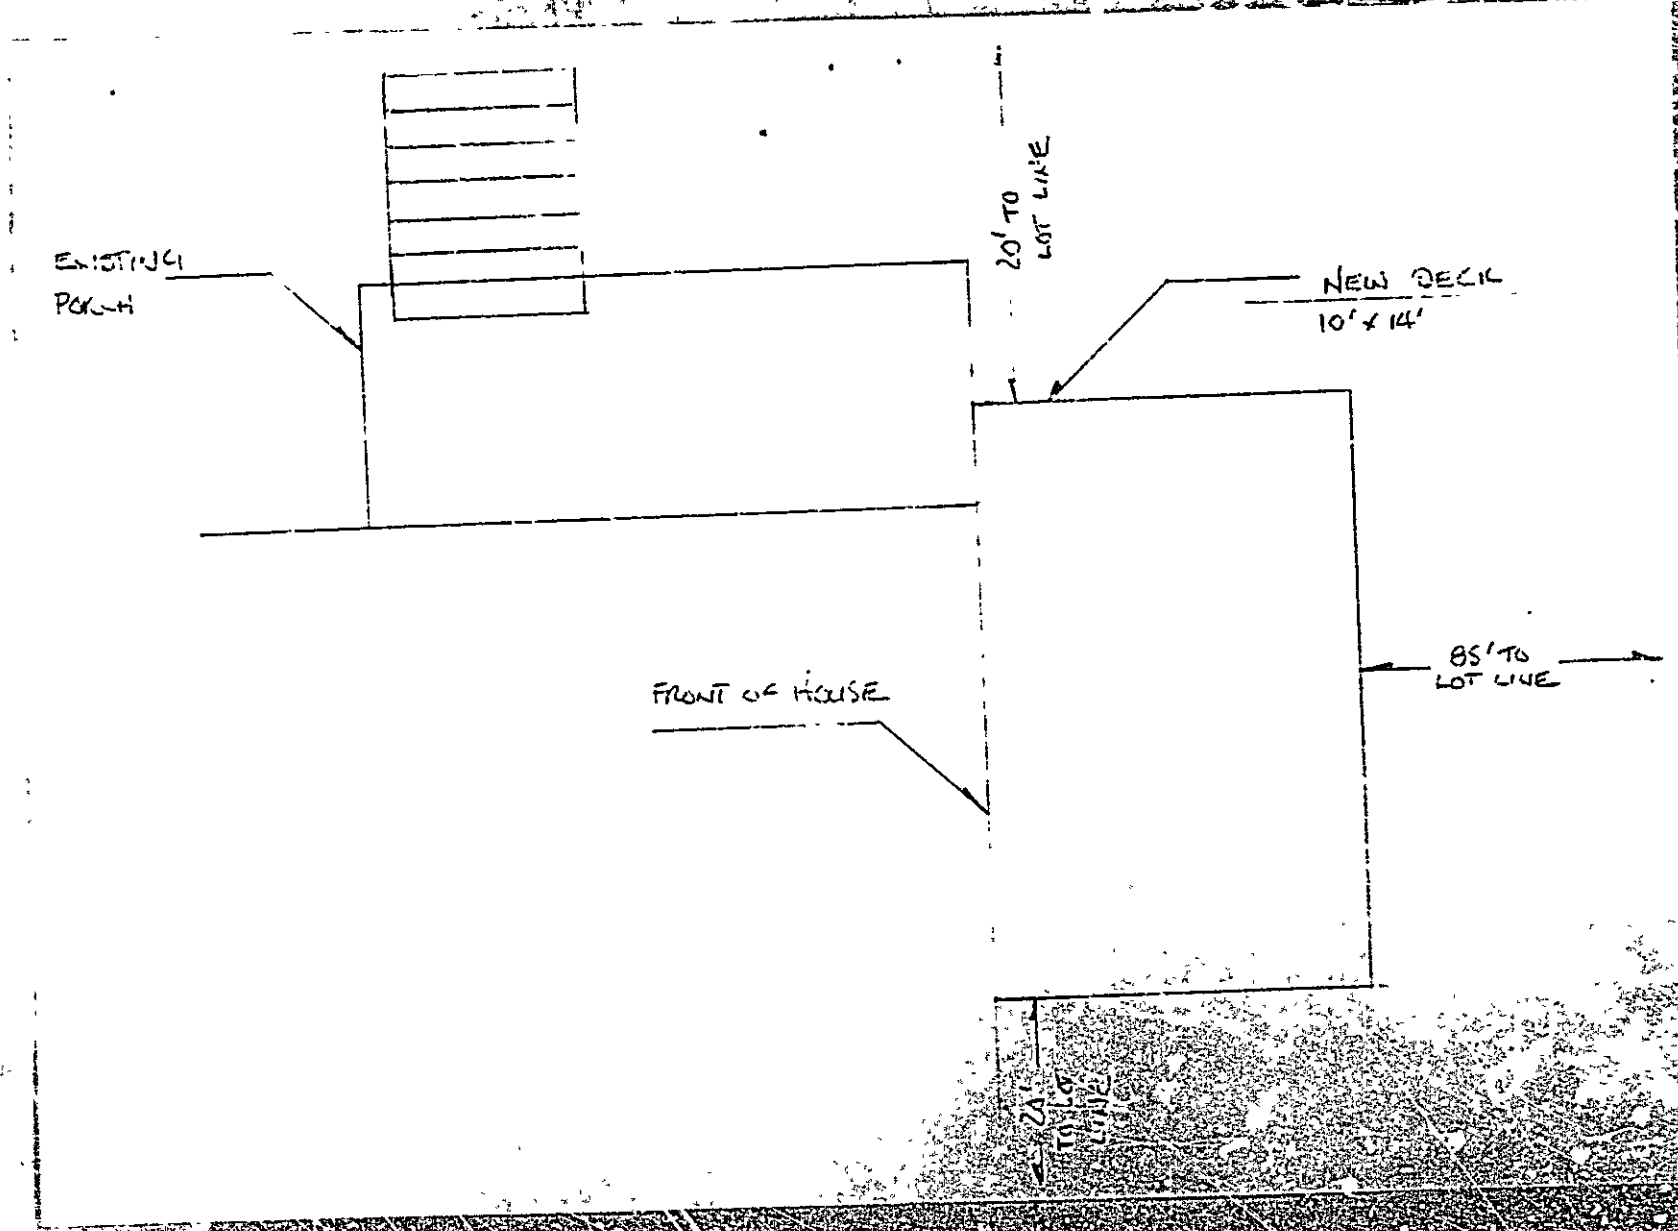 EXISTING
PORCH
20' TO
LOT LINE
NEW DECK
10' x 14'
FRONT OF HOUSE
85' TO
LOT LINE
20'
TO LOT
LINE